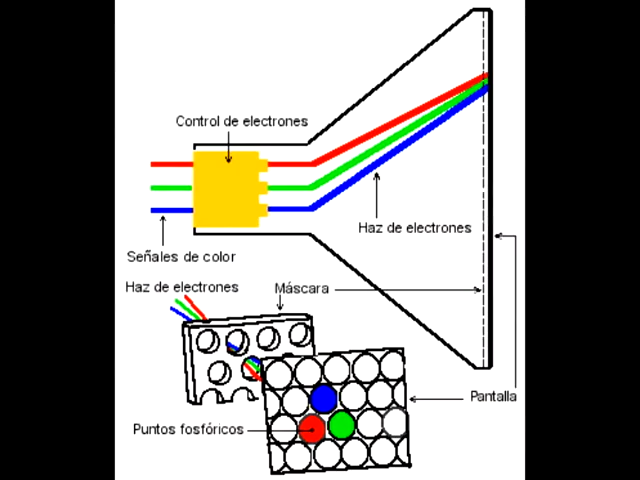 Control de electrones
Haz de electrones
Señales de color
Haz de electrones
Máscara
Pantalla
Puntos fosfóricos